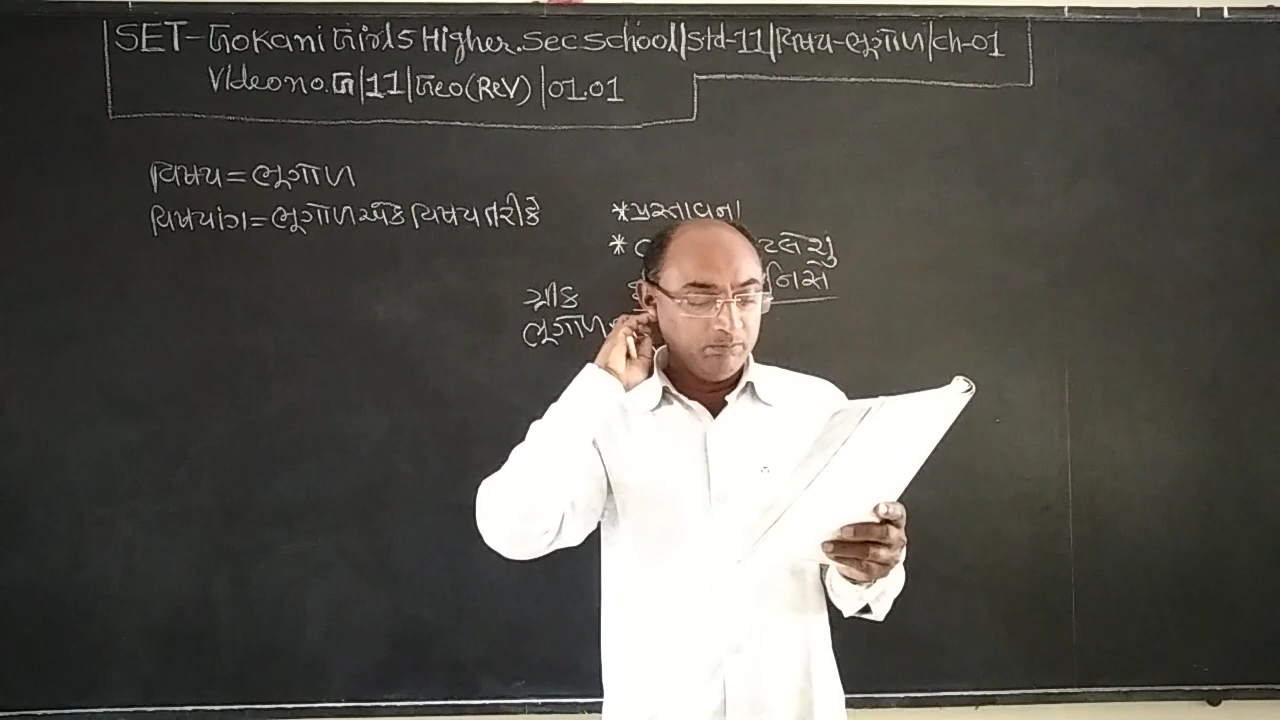 SET-Gokani Girls Higher.Sec School|Std-11|વિષય-ભૂગોળ|ch-01
Video no.G|11|Geo(Rev)|01.01
વિષય=ભૂગોળ
વિષયાંગ=ભૂગોળ એક વિષય તરીકે
*પ્રસ્તાવના
* ટલે શું
નિસે
ગ્રીક
ભૂગોળ